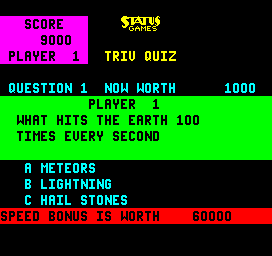 SCORE
9000
PLAYER 1
STATUS
GAMES
TRIV QUIZ
QUESTION 1 NOW WORTH 1000
PLAYER 1
WHAT HITS THE EARTH 100
TIMES EVERY SECOND
A METEORS
B LIGHTNING
C HAIL STONES
SPEED BONUS IS WORTH 60000